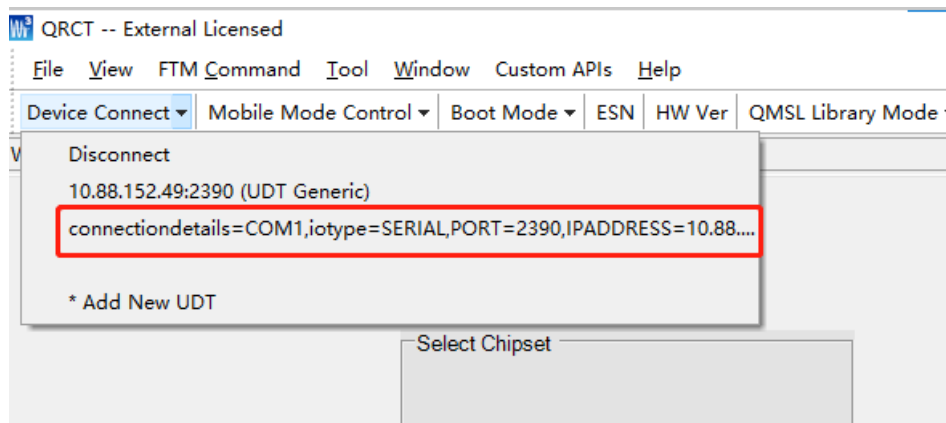 QRCT -- External Licensed
File View FTM Command Tool Window Custom APIs Help
Device Connect Mobile Mode Control Boot Mode ESN HW Ver QMSL Library Mode
Disconnect
10.88.152.49:2390 (UDT Generic)
connectiondetails=COM1,iotype=SERIAL,PORT=2390,IPADDRESS=10.88....
* Add New UDT
Select Chipset